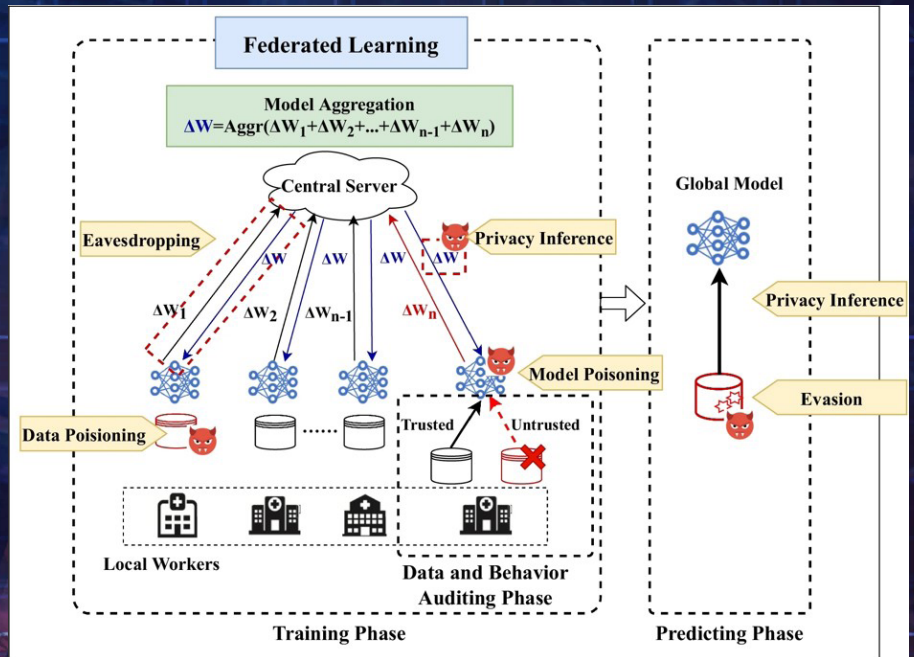 Federated Learning
Model Aggregation
ΔW=Aggr(ΔW₁+ΔW₂+...+ΔWₙ₋₁+ΔWₙ)
Central Server
Eavesdropping
Privacy Inference
ΔW
ΔW
ΔW
ΔW
ΔW
ΔW₁
ΔW₂
ΔWₙ₋₁
ΔWₙ
Model Poisoning
Data Poisioning
......
Trusted
Untrusted
Local Workers
Data and Behavior
Auditing Phase
Training Phase
Global Model
Privacy Inference
Evasion
Predicting Phase